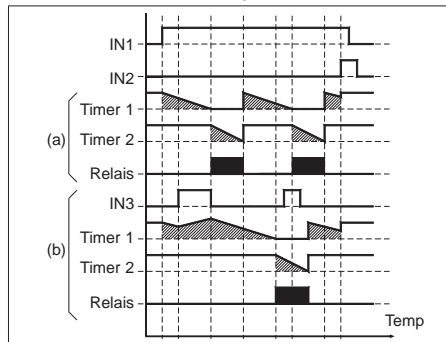 IN1
IN2
Timer 1
(a)
Timer 2
Relais
IN3
Timer 1
(b)
Timer 2
Relais
Temp